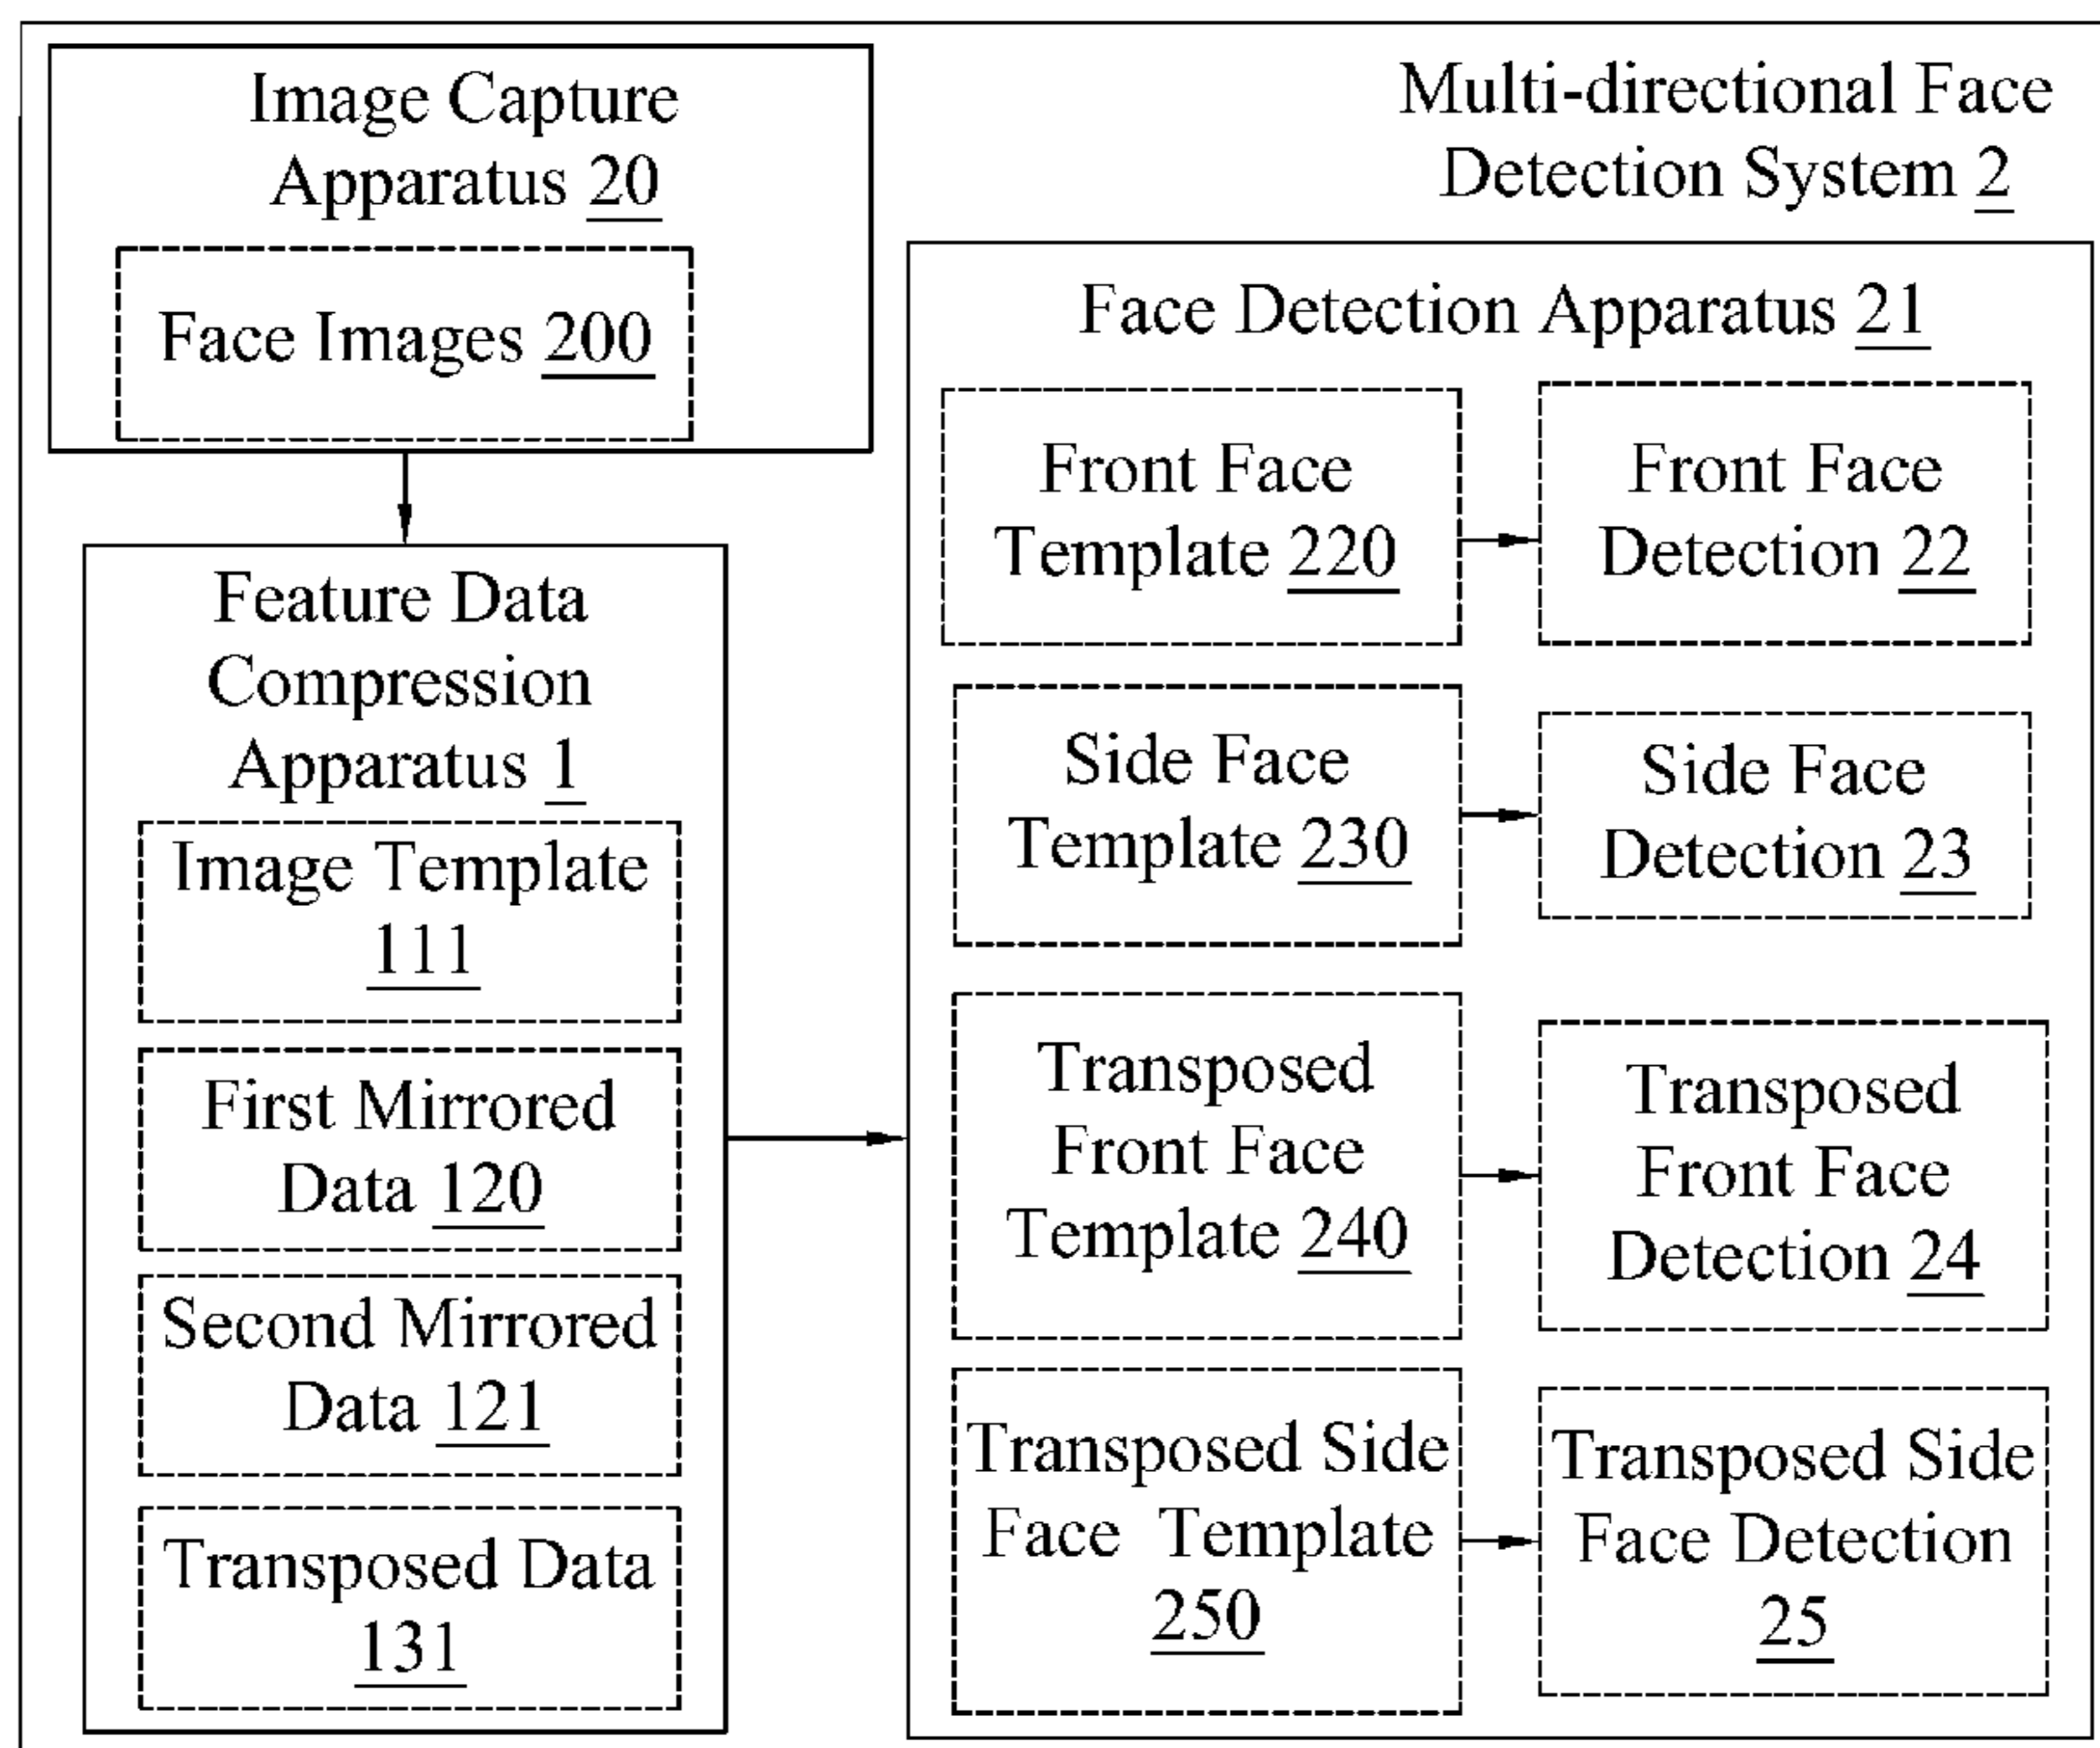 Multi-directional Face
Detection System 2
Image Capture
Apparatus 20
Face Images 200
Feature Data
Compression
Apparatus 1
Image Template
111
First Mirrored
Data 120
Second Mirrored
Data 121
Transposed Data
131
Face Detection Apparatus 21
Front Face
Template 220
Front Face
Detection 22
Side Face
Template 230
Side Face
Detection 23
Transposed
Front Face
Template 240
Transposed
Front Face
Detection 24
Transposed Side
Face Template
250
Transposed Side
Face Detection
25